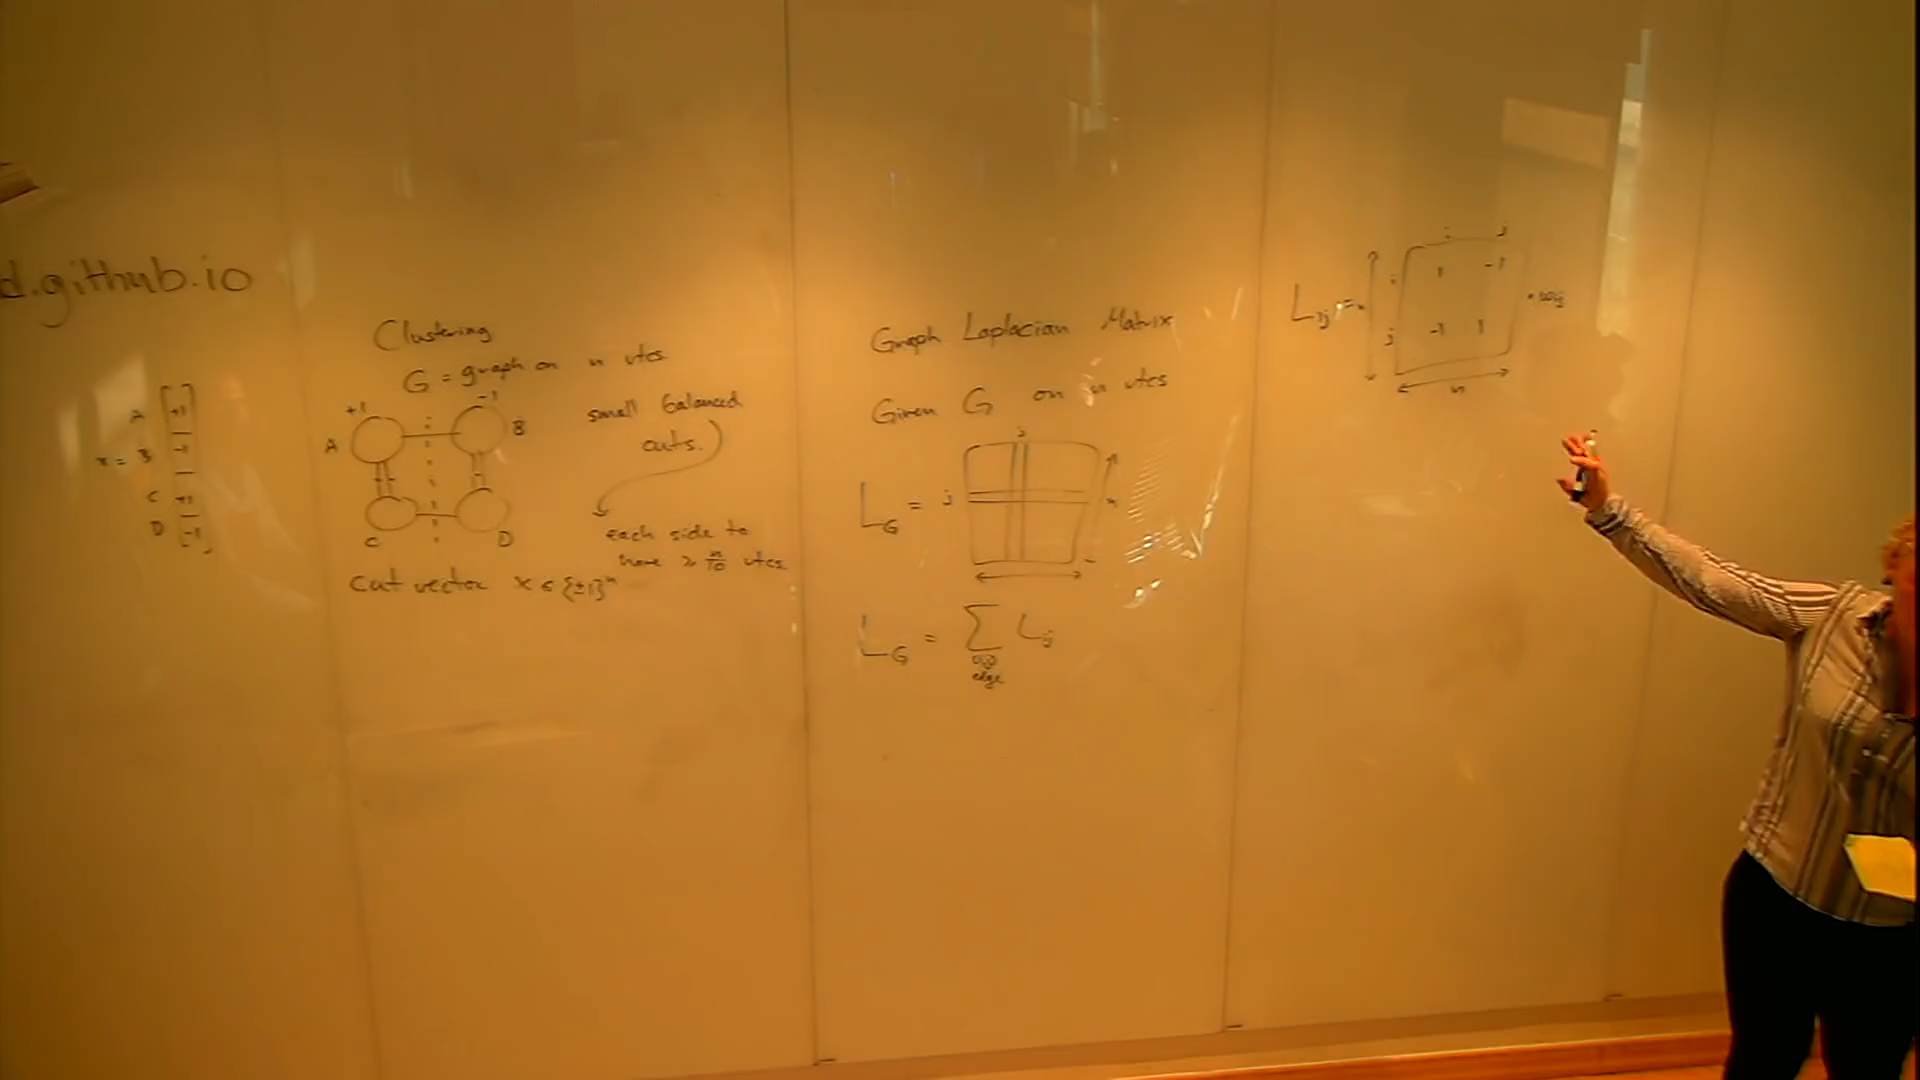 d.github.io
A +1
x = B -1
C +1
D -1
Clustering
G = graph on n vtcs.
+1 -1
A B
C D
small balanced
cuts.
each side to
have ≥ n/10 vtcs.
cut vector x ∈ {±1}ⁿ
Graph Laplacian Matrix
Given G on n vtcs
j
L_G = j
n
L_G = ∑ L_ij
edge
i j
i 1 -1
L_ij = n · w_ij
j -1 1
n